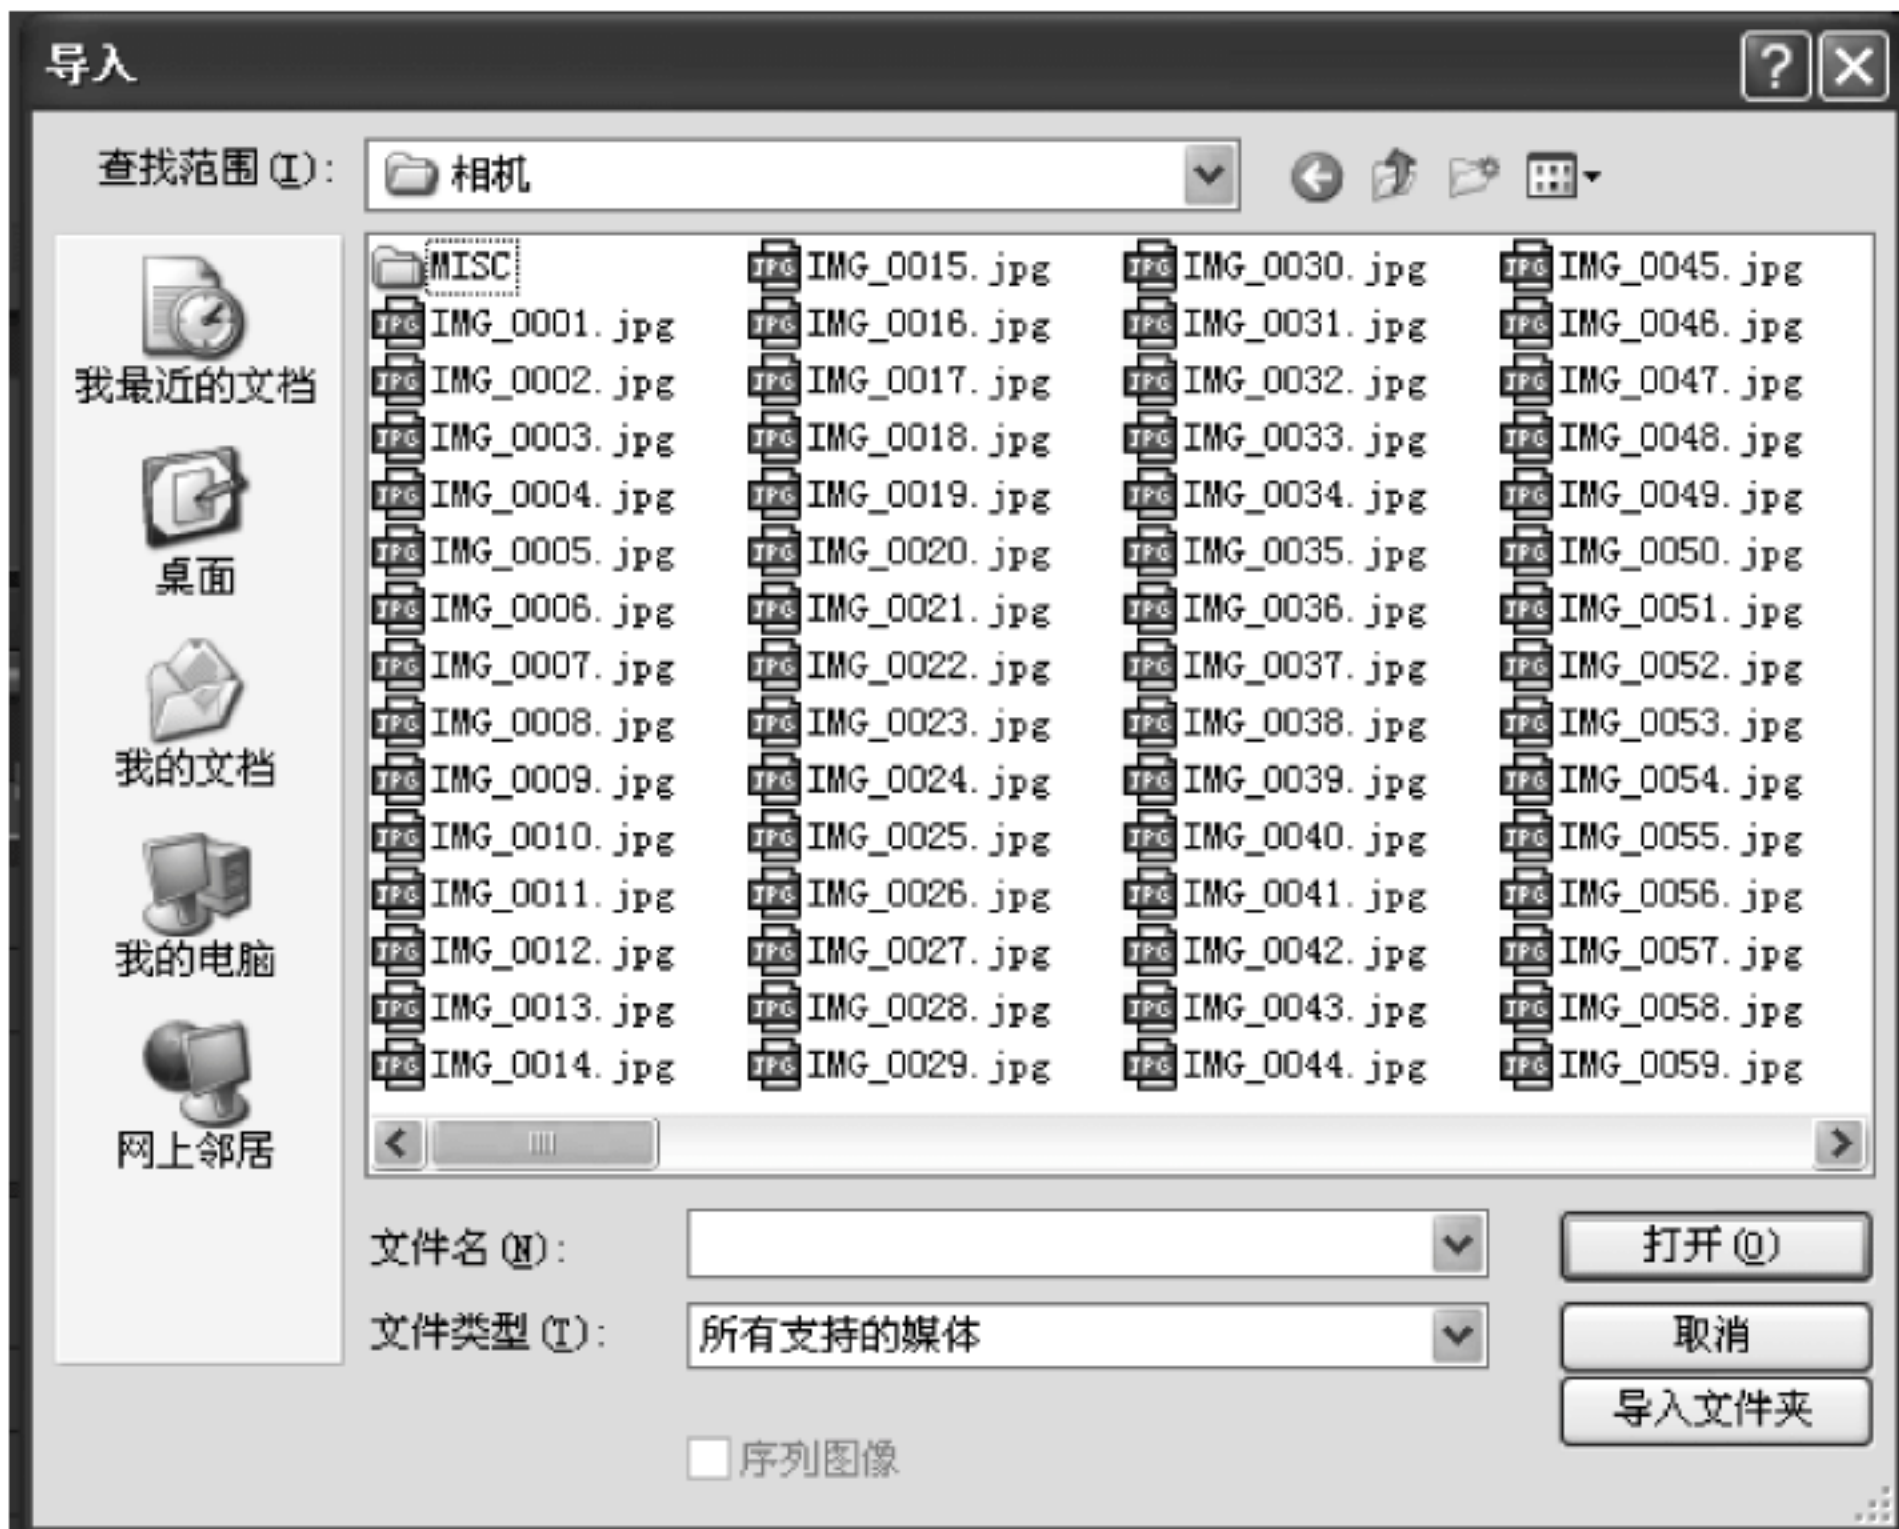 导入
查找范围(I):
相机
我最近的文档
桌面
我的文档
我的电脑
网上邻居
MISC
IMG_0001.jpg
IMG_0002.jpg
IMG_0003.jpg
IMG_0004.jpg
IMG_0005.jpg
IMG_0006.jpg
IMG_0007.jpg
IMG_0008.jpg
IMG_0009.jpg
IMG_0010.jpg
IMG_0011.jpg
IMG_0012.jpg
IMG_0013.jpg
IMG_0014.jpg
IMG_0015.jpg
IMG_0016.jpg
IMG_0017.jpg
IMG_0018.jpg
IMG_0019.jpg
IMG_0020.jpg
IMG_0021.jpg
IMG_0022.jpg
IMG_0023.jpg
IMG_0024.jpg
IMG_0025.jpg
IMG_0026.jpg
IMG_0027.jpg
IMG_0028.jpg
IMG_0029.jpg
IMG_0030.jpg
IMG_0031.jpg
IMG_0032.jpg
IMG_0033.jpg
IMG_0034.jpg
IMG_0035.jpg
IMG_0036.jpg
IMG_0037.jpg
IMG_0038.jpg
IMG_0039.jpg
IMG_0040.jpg
IMG_0041.jpg
IMG_0042.jpg
IMG_0043.jpg
IMG_0044.jpg
IMG_0045.jpg
IMG_0046.jpg
IMG_0047.jpg
IMG_0048.jpg
IMG_0049.jpg
IMG_0050.jpg
IMG_0051.jpg
IMG_0052.jpg
IMG_0053.jpg
IMG_0054.jpg
IMG_0055.jpg
IMG_0056.jpg
IMG_0057.jpg
IMG_0058.jpg
IMG_0059.jpg
文件名(N):
打开(O)
文件类型(T):
所有支持的媒体
取消
导入文件夹
序列图像